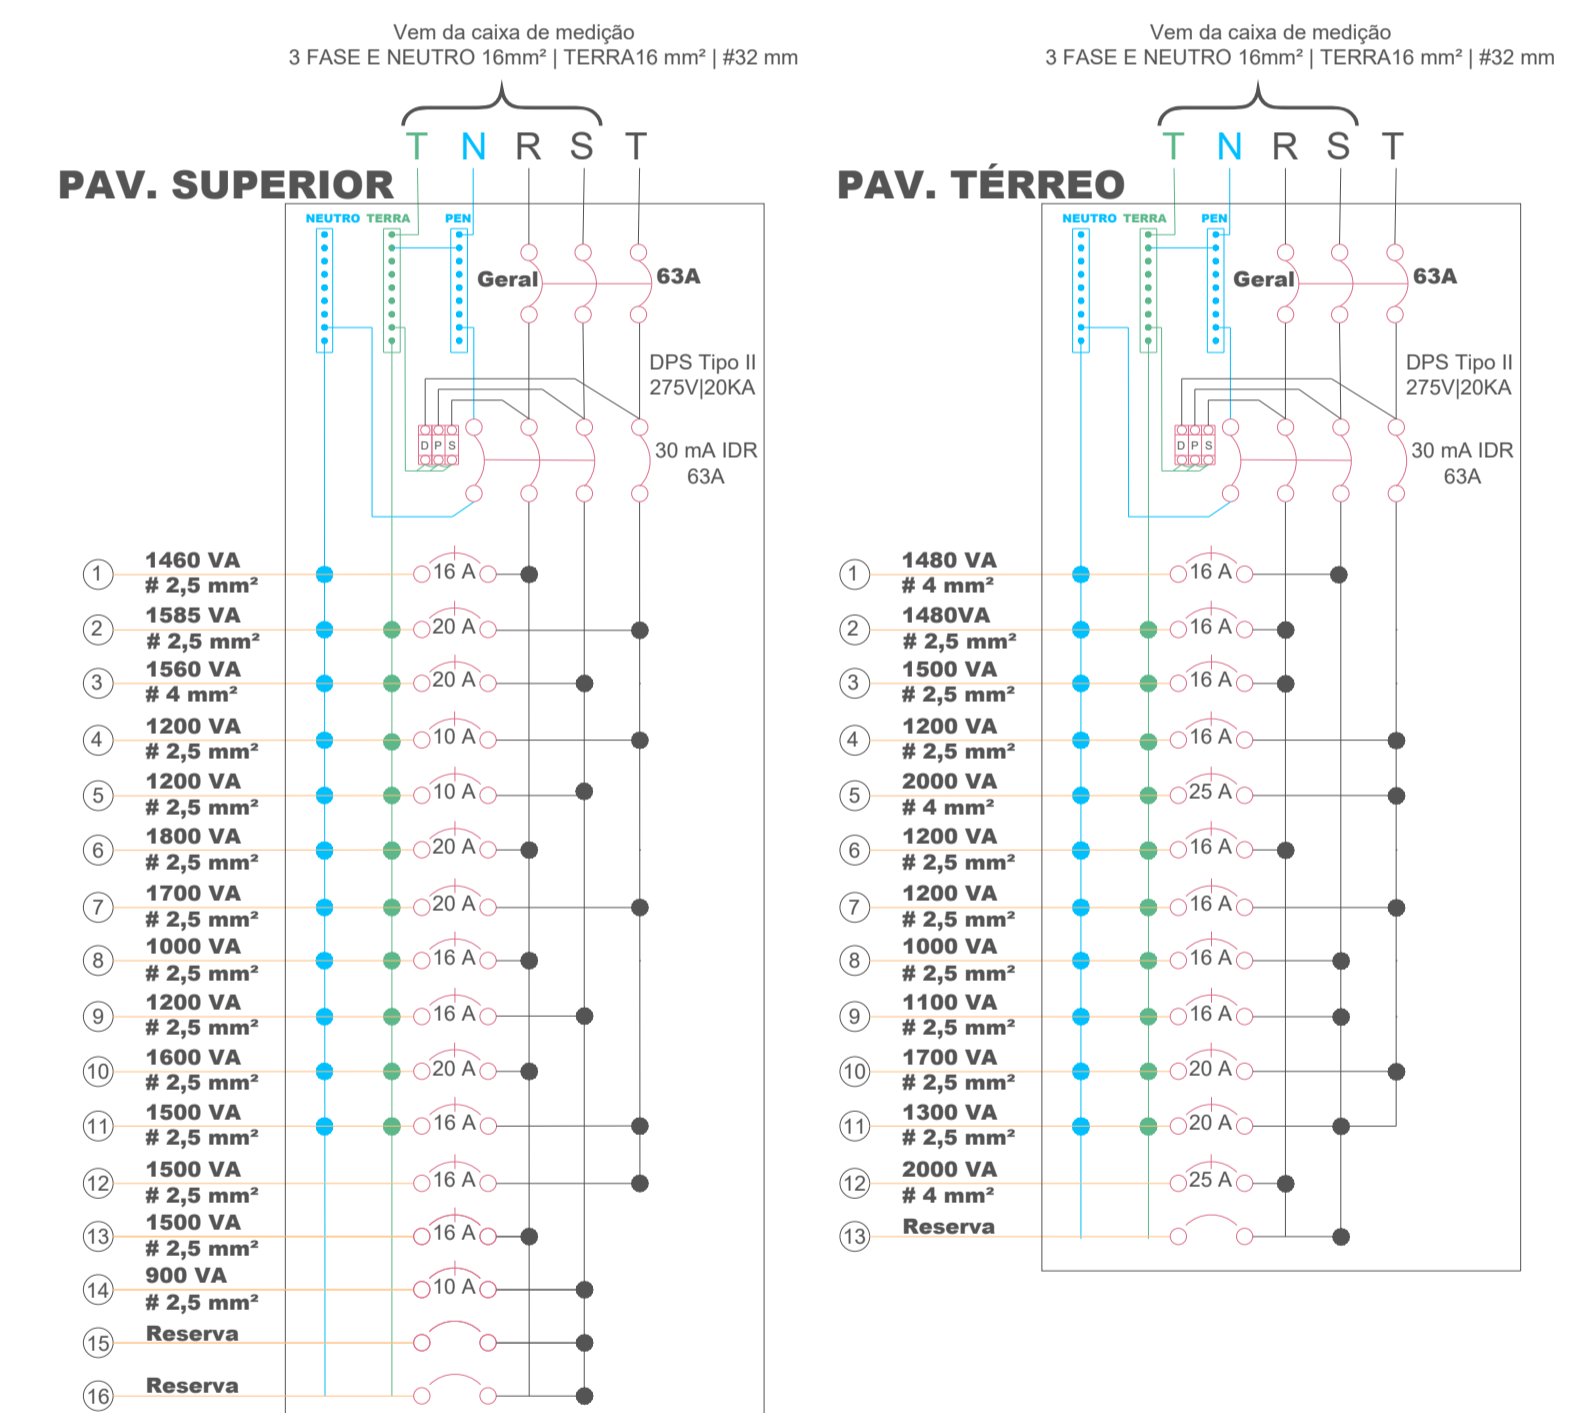 Vem da caixa de medição
3 FASE E NEUTRO 16mm² | TERRA16 mm² | #32 mm
T N R S T
PAV. SUPERIOR
NEUTRO TERRA PEN
Geral 63A
DPS Tipo II
275V|20KA
D P S
30 mA IDR
63A
1 1460 VA 16 A
# 2,5 mm²
2 1585 VA 20 A
# 2,5 mm²
3 1560 VA 20 A
# 4 mm²
4 1200 VA 10 A
# 2,5 mm²
5 1200 VA 10 A
# 2,5 mm²
6 1800 VA 20 A
# 2,5 mm²
7 1700 VA 20 A
# 2,5 mm²
8 1000 VA 16 A
# 2,5 mm²
9 1200 VA 16 A
# 2,5 mm²
10 1600 VA 20 A
# 2,5 mm²
11 1500 VA 16 A
# 2,5 mm²
12 1500 VA 16 A
# 2,5 mm²
13 1500 VA 16 A
# 2,5 mm²
14 900 VA 10 A
# 2,5 mm²
15 Reserva
16 Reserva
Vem da caixa de medição
3 FASE E NEUTRO 16mm² | TERRA16 mm² | #32 mm
T N R S T
PAV. TÉRREO
NEUTRO TERRA PEN
Geral 63A
DPS Tipo II
275V|20KA
D P S
30 mA IDR
63A
1 1480 VA 16 A
# 4 mm²
2 1480VA 16 A
# 2,5 mm²
3 1500 VA 16 A
# 2,5 mm²
4 1200 VA 16 A
# 2,5 mm²
5 2000 VA 25 A
# 4 mm²
6 1200 VA 16 A
# 2,5 mm²
7 1200 VA 16 A
# 2,5 mm²
8 1000 VA 16 A
# 2,5 mm²
9 1100 VA 16 A
# 2,5 mm²
10 1700 VA 20 A
# 2,5 mm²
11 1300 VA 20 A
# 2,5 mm²
12 2000 VA 25 A
# 4 mm²
13 Reserva